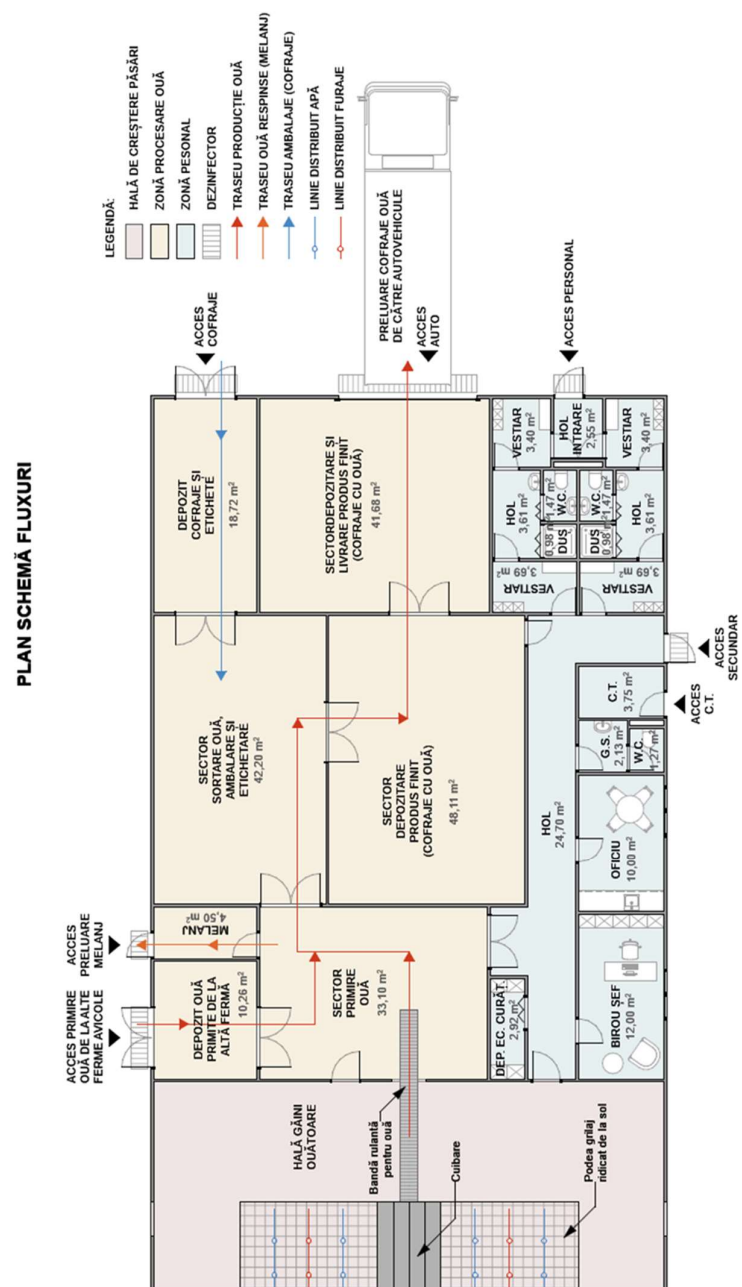 PLAN SCHEMĂ FLUXURI
LEGENDĂ:
HALĂ DE CREȘTERE PĂSĂRI
ZONĂ PROCESARE OUĂ
ZONĂ PESONAL
DEZINFECTOR
TRASEU PRODUCȚIE OUĂ
TRASEU OUĂ RESPINSE (MELANJ)
TRASEU AMBALAJE (COFRAJE)
LINIE DISTRIBUIT APĂ
LINIE DISTRIBUIT FURAJE
ACCES PRIMIRE
OUĂ DE LA ALTE
FERME AVICOLE
ACCES
PRELUARE
MELANJ
ACCES
COFRAJE
DEPOZIT OUĂ
PRIMITE DE LA
ALTĂ FERMĂ
10,26 m²
MELANJ
4,50 m²
SECTOR
SORTARE OUĂ,
AMBALARE ȘI
ETICHETARE
42,20 m²
DEPOZIT
COFRAJE ȘI
ETICHETE
18,72 m²
HALĂ GĂINI
OUĂTOARE
Bandă rulantă
pentru ouă
Cuibare
Podea grilaj
ridicat de la sol
SECTOR
PRIMIRE
OUĂ
33,10 m²
SECTOR
DEPOZITARE
PRODUS FINIT
(COFRAJE CU OUĂ)
48,11 m²
SECTORDEPOZITARE ȘI
LIVRARE PRODUS FINIT
(COFRAJE CU OUĂ)
41,68 m²
PRELUARE COFRAJE OUĂ
DE CĂTRE AUTOVEHICULE
ACCES
AUTO
DEP. EC. CURĂȚ.
2,92 m²
HOL
24,70 m²
BIROU ȘEF
12,00 m²
OFICIU
10,00 m²
G.S.
2,13 m²
W.C.
1,27 m²
C.T.
3,75 m²
ACCES
C.T.
ACCES
SECUNDAR
VESTIAR
3,69 m²
VESTIAR
3,69 m²
HOL
3,61 m²
DUȘ
0,98 m²
W.C.
1,47 m²
DUȘ
0,98 m²
W.C.
1,47 m²
HOL
3,61 m²
VESTIAR
3,40 m²
HOL
INTRARE
2,55 m²
VESTIAR
3,40 m²
ACCES PERSONAL